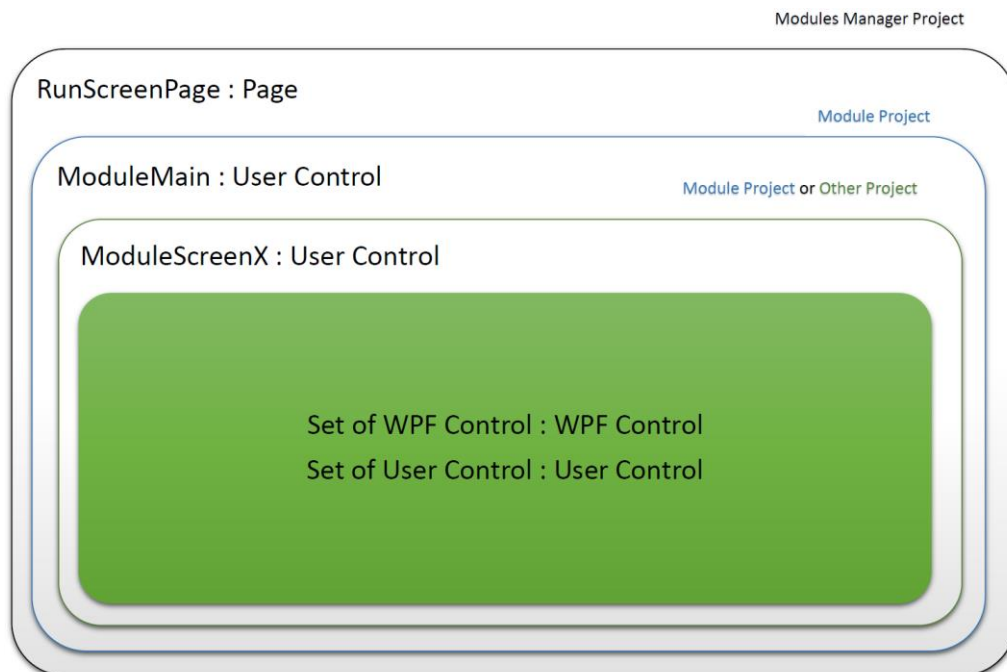 Modules Manager Project
RunScreenPage : Page
Module Project
ModuleMain : User Control
Module Project or Other Project
ModuleScreenX : User Control
Set of WPF Control : WPF Control
Set of User Control : User Control